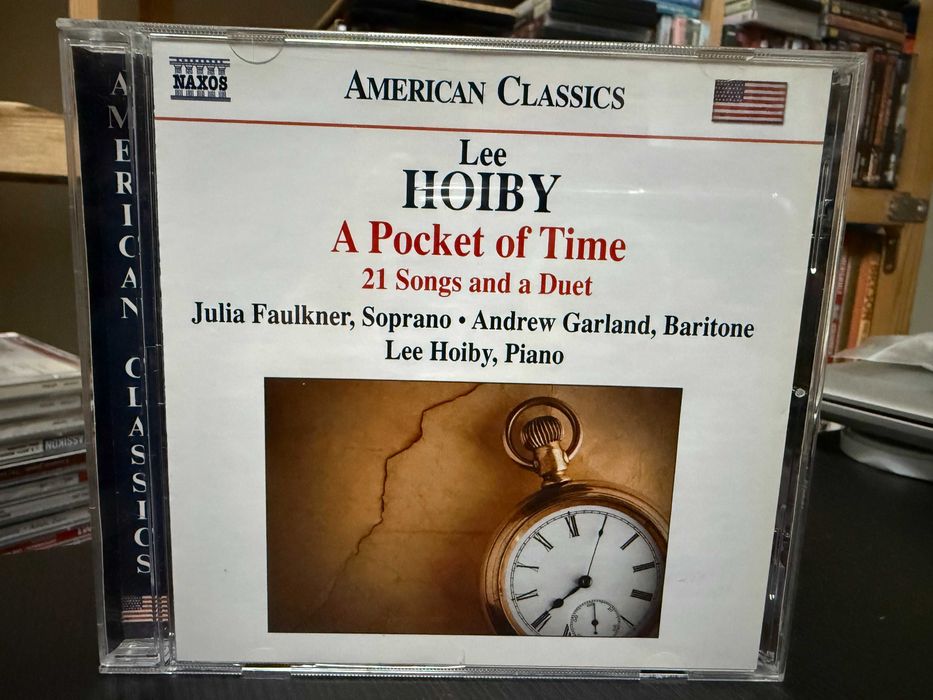 NAXOS
AMERICAN CLASSICS
Lee
HOIBY
A Pocket of Time
21 Songs and a Duet
Julia Faulkner, Soprano • Andrew Garland, Baritone
Lee Hoiby, Piano
AMERICAN CLASSICS